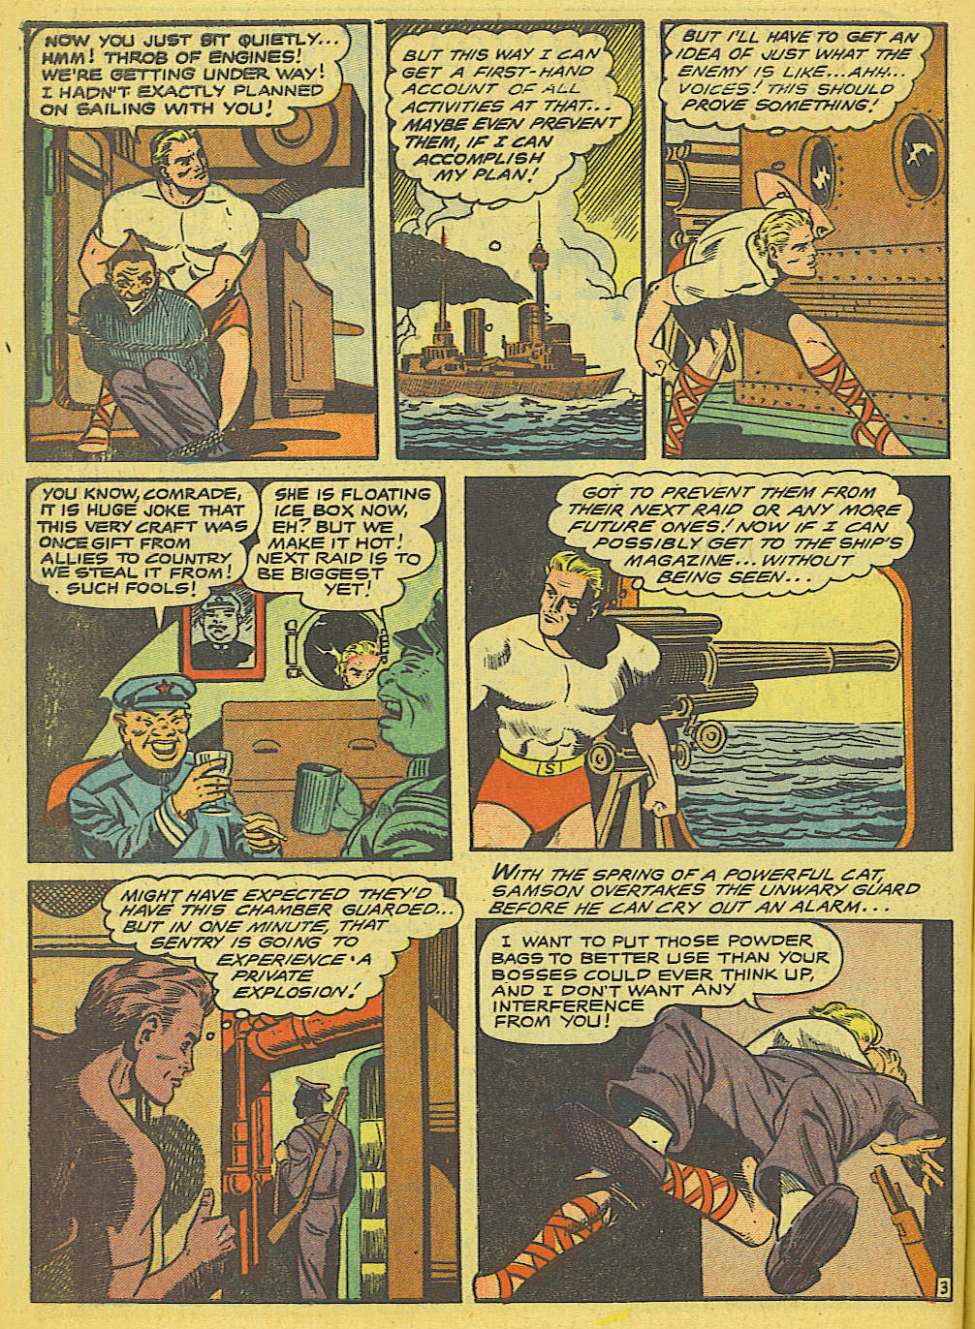 NOW YOU JUST SIT QUIETLY...
HMM! THROB OF ENGINES!
WE'RE GETTING UNDER WAY!
I HADN'T EXACTLY PLANNED
ON SAILING WITH YOU!
BUT THIS WAY I CAN
GET A FIRST-HAND
ACCOUNT OF ALL
ACTIVITIES AT THAT...
MAYBE EVEN PREVENT
THEM, IF I CAN
ACCOMPLISH
MY PLAN!
BUT I'LL HAVE TO GET AN
IDEA OF JUST WHAT THE
ENEMY IS LIKE...AHH...
VOICES! THIS SHOULD
PROVE SOMETHING!
YOU KNOW, COMRADE,
IT IS HUGE JOKE THAT
THIS VERY CRAFT WAS
ONCE GIFT FROM
ALLIES TO COUNTRY
WE STEAL IT FROM!
SUCH FOOLS!
SHE IS FLOATING
ICE BOX NOW,
EH? BUT WE
MAKE IT HOT!
NEXT RAID IS TO
BE BIGGEST
YET!
GOT TO PREVENT THEM FROM
THEIR NEXT RAID OR ANY MORE
FUTURE ONES! NOW IF I CAN
POSSIBLY GET TO THE SHIP'S
MAGAZINE... WITHOUT
BEING SEEN...
S
MIGHT HAVE EXPECTED THEY'D
HAVE THIS CHAMBER GUARDED...
BUT IN ONE MINUTE, THAT
SENTRY IS GOING TO
EXPERIENCE A
PRIVATE
EXPLOSION!
WITH THE SPRING OF A POWERFUL CAT,
SAMSON OVERTAKES THE UNWARY GUARD
BEFORE HE CAN CRY OUT AN ALARM...
I WANT TO PUT THOSE POWDER
BAGS TO BETTER USE THAN YOUR
BOSSES COULD EVER THINK UP,
AND I DON'T WANT ANY
INTERFERENCE
FROM YOU!
3